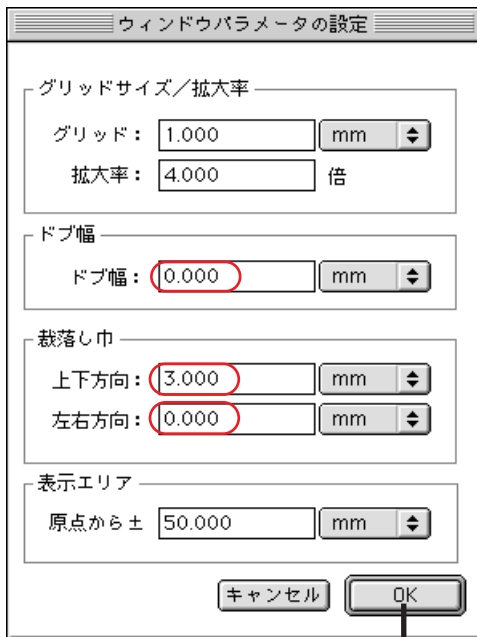 ウィンドウパラメータの設定
グリッドサイズ／拡大率
グリッド： 1.000 mm
拡大率： 4.000 倍
ドブ幅
ドブ幅： 0.000 mm
裁落し巾
上下方向： 3.000 mm
左右方向： 0.000 mm
表示エリア
原点から± 50.000 mm
キャンセル OK